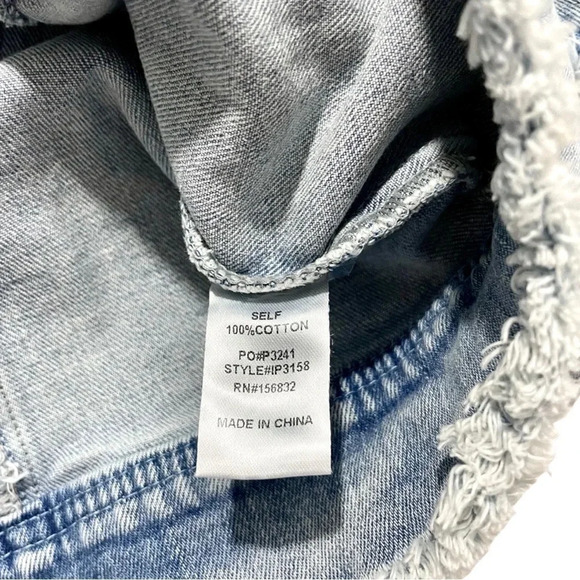 SELF
100%COTTON
PO#P3241
STYLE#IP3158
RN#156832
MADE IN CHINA